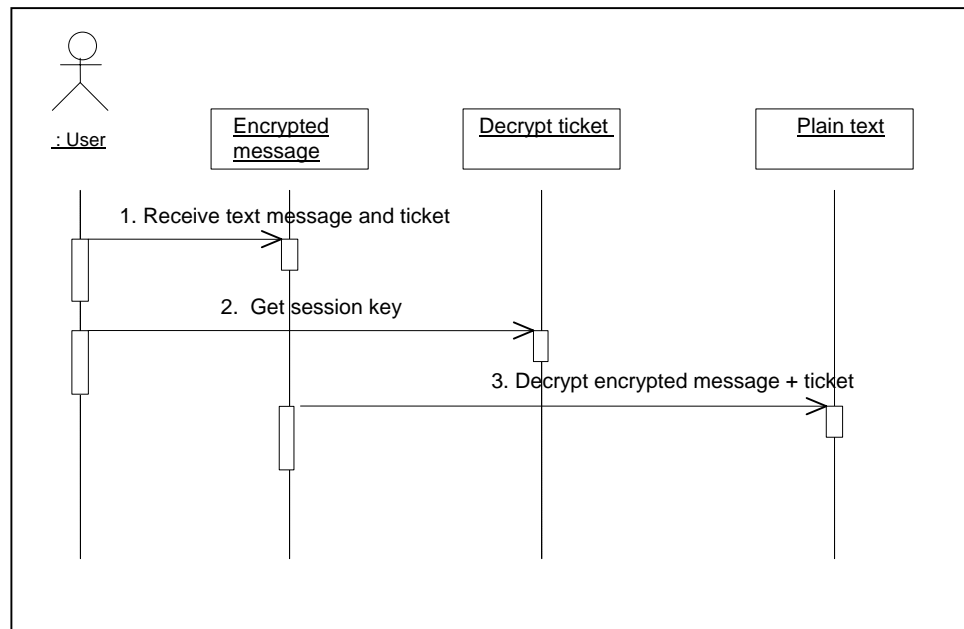 : User
Encrypted
message
Decrypt ticket
Plain text
1. Receive text message and ticket
2. Get session key
3. Decrypt encrypted message + ticket